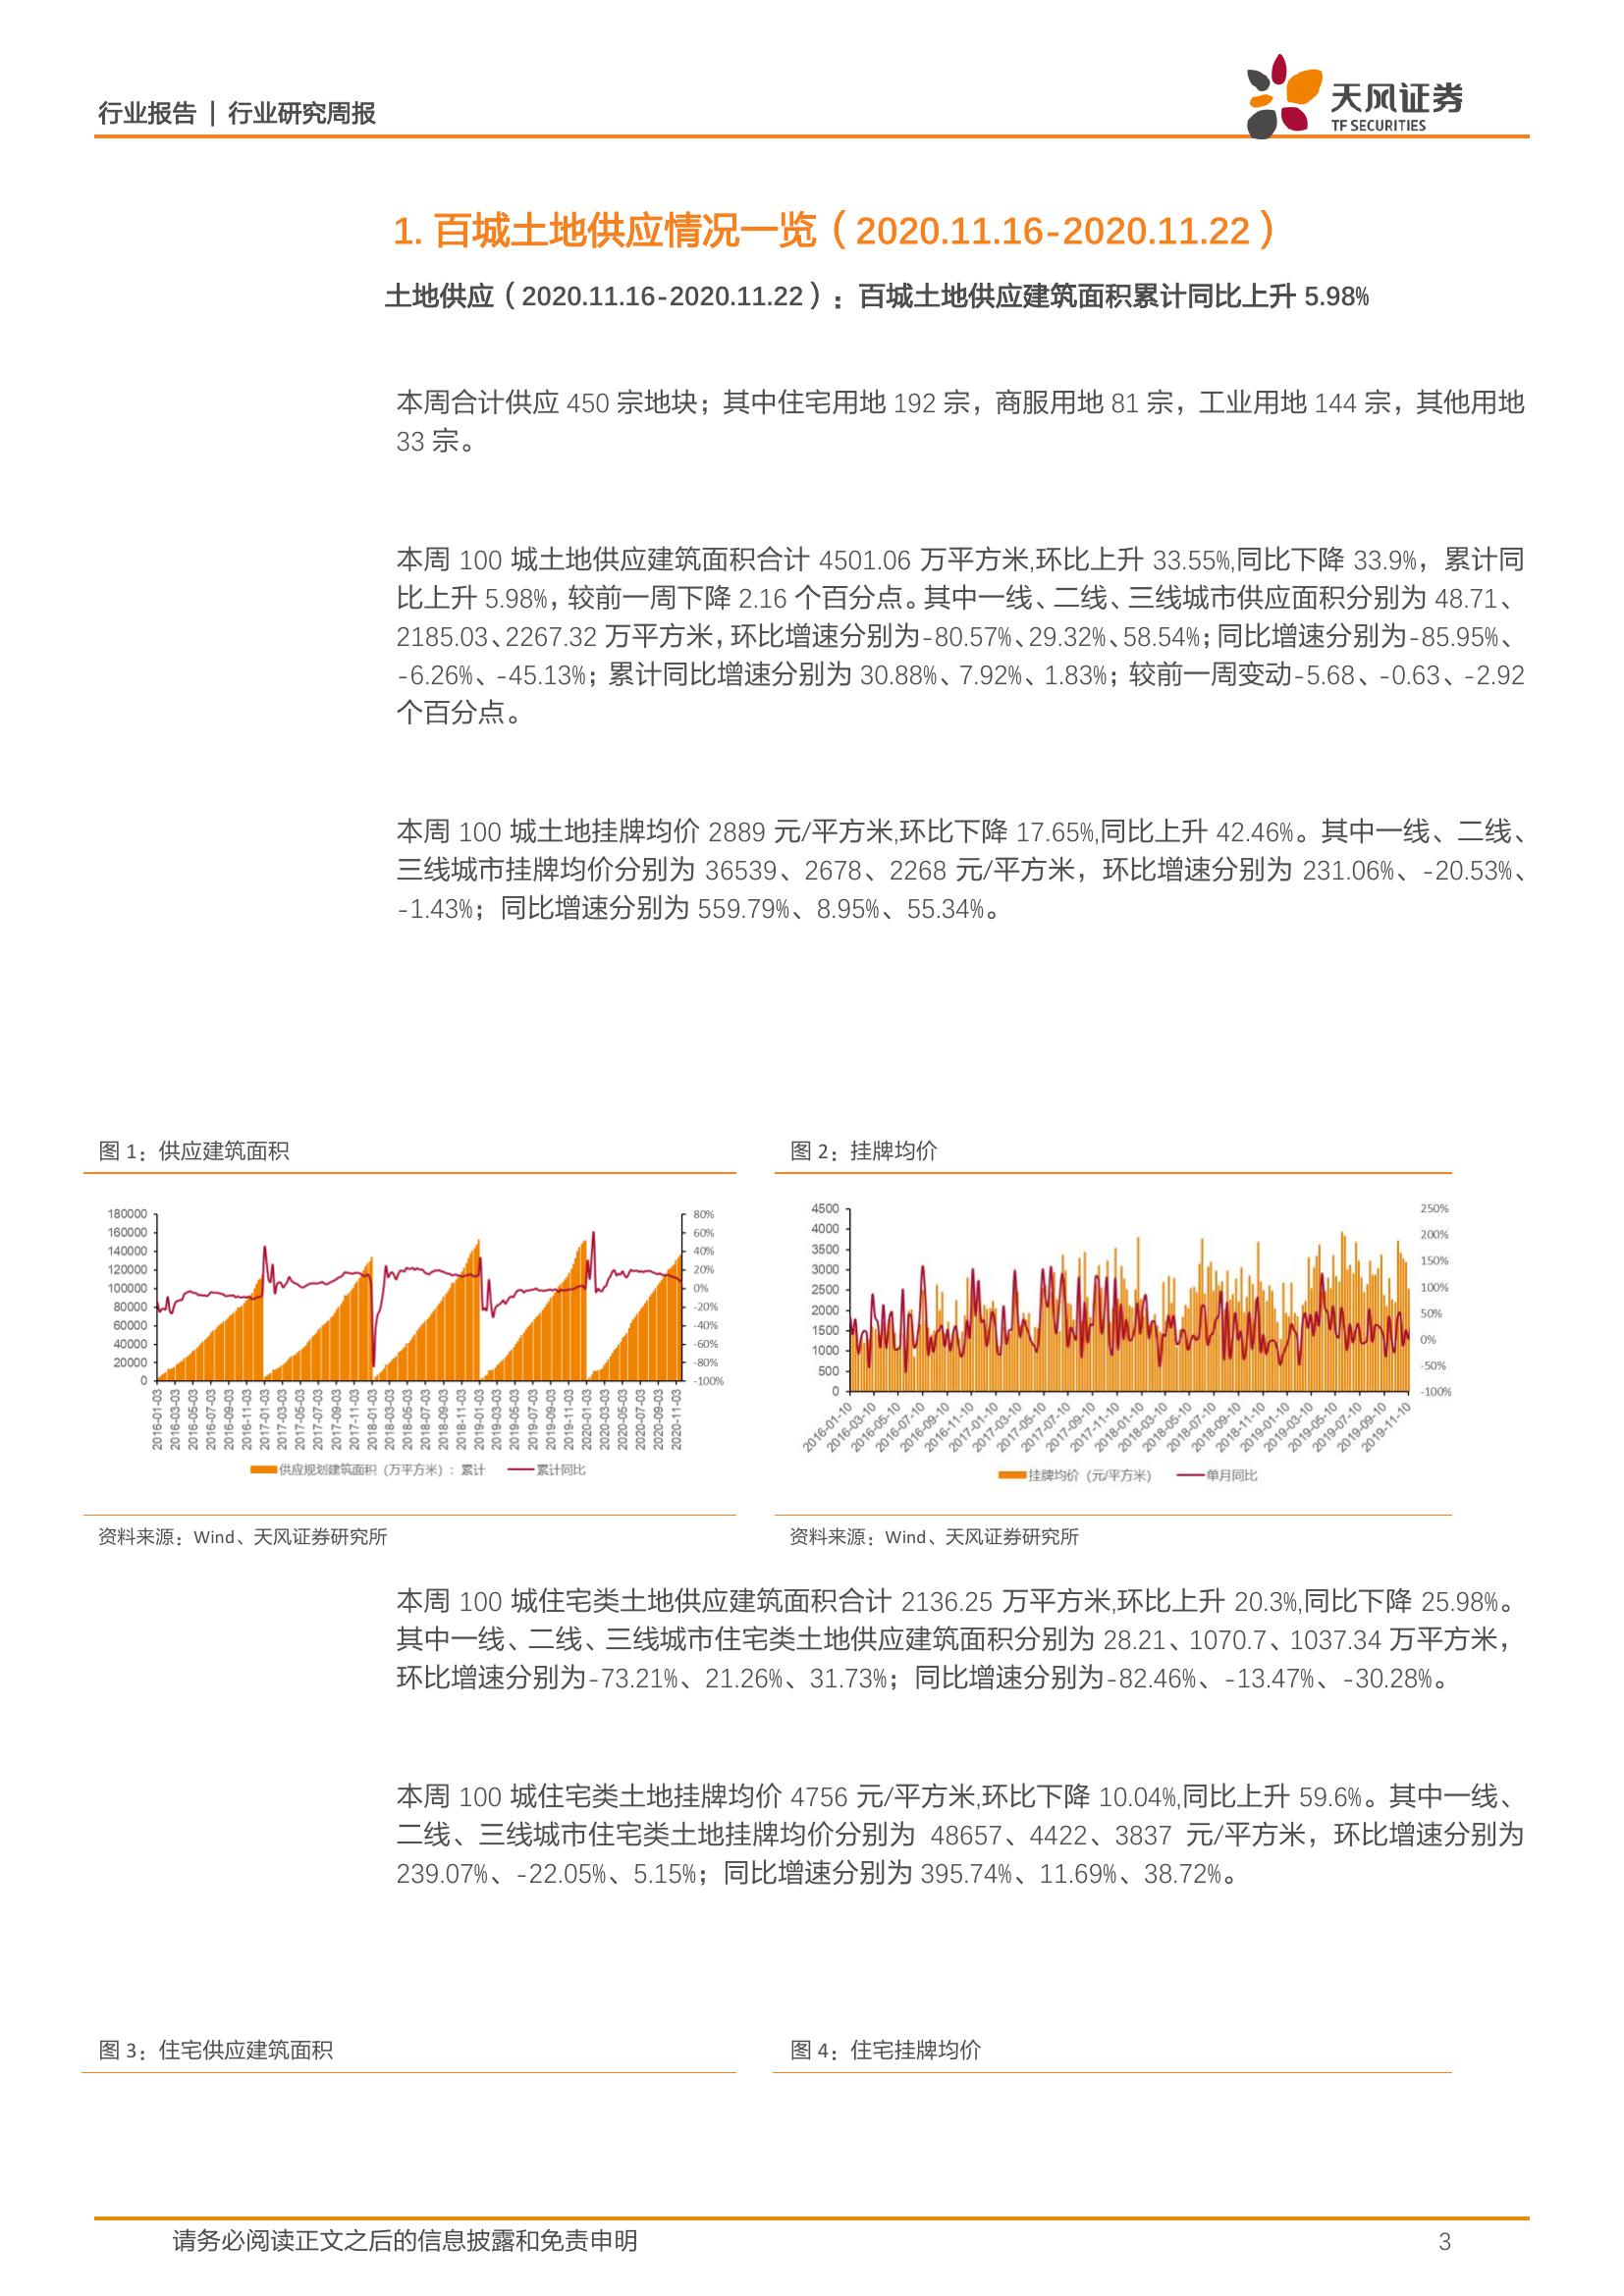 行业报告 | 行业研究周报
天风证券
TF SECURITIES
1. 百城土地供应情况一览（2020.11.16-2020.11.22）
土地供应（2020.11.16-2020.11.22）：百城土地供应建筑面积累计同比上升 5.98%
本周合计供应 450 宗地块；其中住宅用地 192 宗，商服用地 81 宗，工业用地 144 宗，其他用地
33 宗。
本周 100 城土地供应建筑面积合计 4501.06 万平方米,环比上升 33.55%,同比下降 33.9%，累计同
比上升 5.98%，较前一周下降 2.16 个百分点。其中一线、二线、三线城市供应面积分别为 48.71、
2185.03、2267.32 万平方米，环比增速分别为-80.57%、29.32%、58.54%；同比增速分别为-85.95%、
-6.26%、-45.13%；累计同比增速分别为 30.88%、7.92%、1.83%；较前一周变动-5.68、-0.63、-2.92
个百分点。
本周 100 城土地挂牌均价 2889 元/平方米,环比下降 17.65%,同比上升 42.46%。其中一线、二线、
三线城市挂牌均价分别为 36539、2678、2268 元/平方米，环比增速分别为 231.06%、-20.53%、
-1.43%；同比增速分别为 559.79%、8.95%、55.34%。
图 1：供应建筑面积
180000
160000
140000
120000
100000
80000
60000
40000
20000
0
80%
60%
40%
20%
0%
-20%
-40%
-60%
-80%
-100%
2016-01-03
2016-03-03
2016-05-03
2016-07-03
2016-09-03
2016-11-03
2017-01-03
2017-03-03
2017-05-03
2017-07-03
2017-09-03
2017-11-03
2018-01-03
2018-03-03
2018-05-03
2018-07-03
2018-09-03
2018-11-03
2019-01-03
2019-03-03
2019-05-03
2019-07-03
2019-09-03
2019-11-03
2020-01-03
2020-03-03
2020-05-03
2020-07-03
2020-09-03
2020-11-03
供应规划建筑面积（万平方米）：累计
累计同比
资料来源：Wind、天风证券研究所
图 2：挂牌均价
4500
4000
3500
3000
2500
2000
1500
1000
500
0
250%
200%
150%
100%
50%
0%
-50%
-100%
2016-01-10
2016-03-10
2016-05-10
2016-07-10
2016-09-10
2016-11-10
2017-01-10
2017-03-10
2017-05-10
2017-07-10
2017-09-10
2017-11-10
2018-01-10
2018-03-10
2018-05-10
2018-07-10
2018-09-10
2018-11-10
2019-01-10
2019-03-10
2019-05-10
2019-07-10
2019-09-10
2019-11-10
挂牌均价（元/平方米）
单月同比
资料来源：Wind、天风证券研究所
本周 100 城住宅类土地供应建筑面积合计 2136.25 万平方米,环比上升 20.3%,同比下降 25.98%。
其中一线、二线、三线城市住宅类土地供应建筑面积分别为 28.21、1070.7、1037.34 万平方米，
环比增速分别为-73.21%、21.26%、31.73%；同比增速分别为-82.46%、-13.47%、-30.28%。
本周 100 城住宅类土地挂牌均价 4756 元/平方米,环比下降 10.04%,同比上升 59.6%。其中一线、
二线、三线城市住宅类土地挂牌均价分别为 48657、4422、3837 元/平方米，环比增速分别为
239.07%、-22.05%、5.15%；同比增速分别为 395.74%、11.69%、38.72%。
图 3：住宅供应建筑面积
图 4：住宅挂牌均价
请务必阅读正文之后的信息披露和免责申明
3